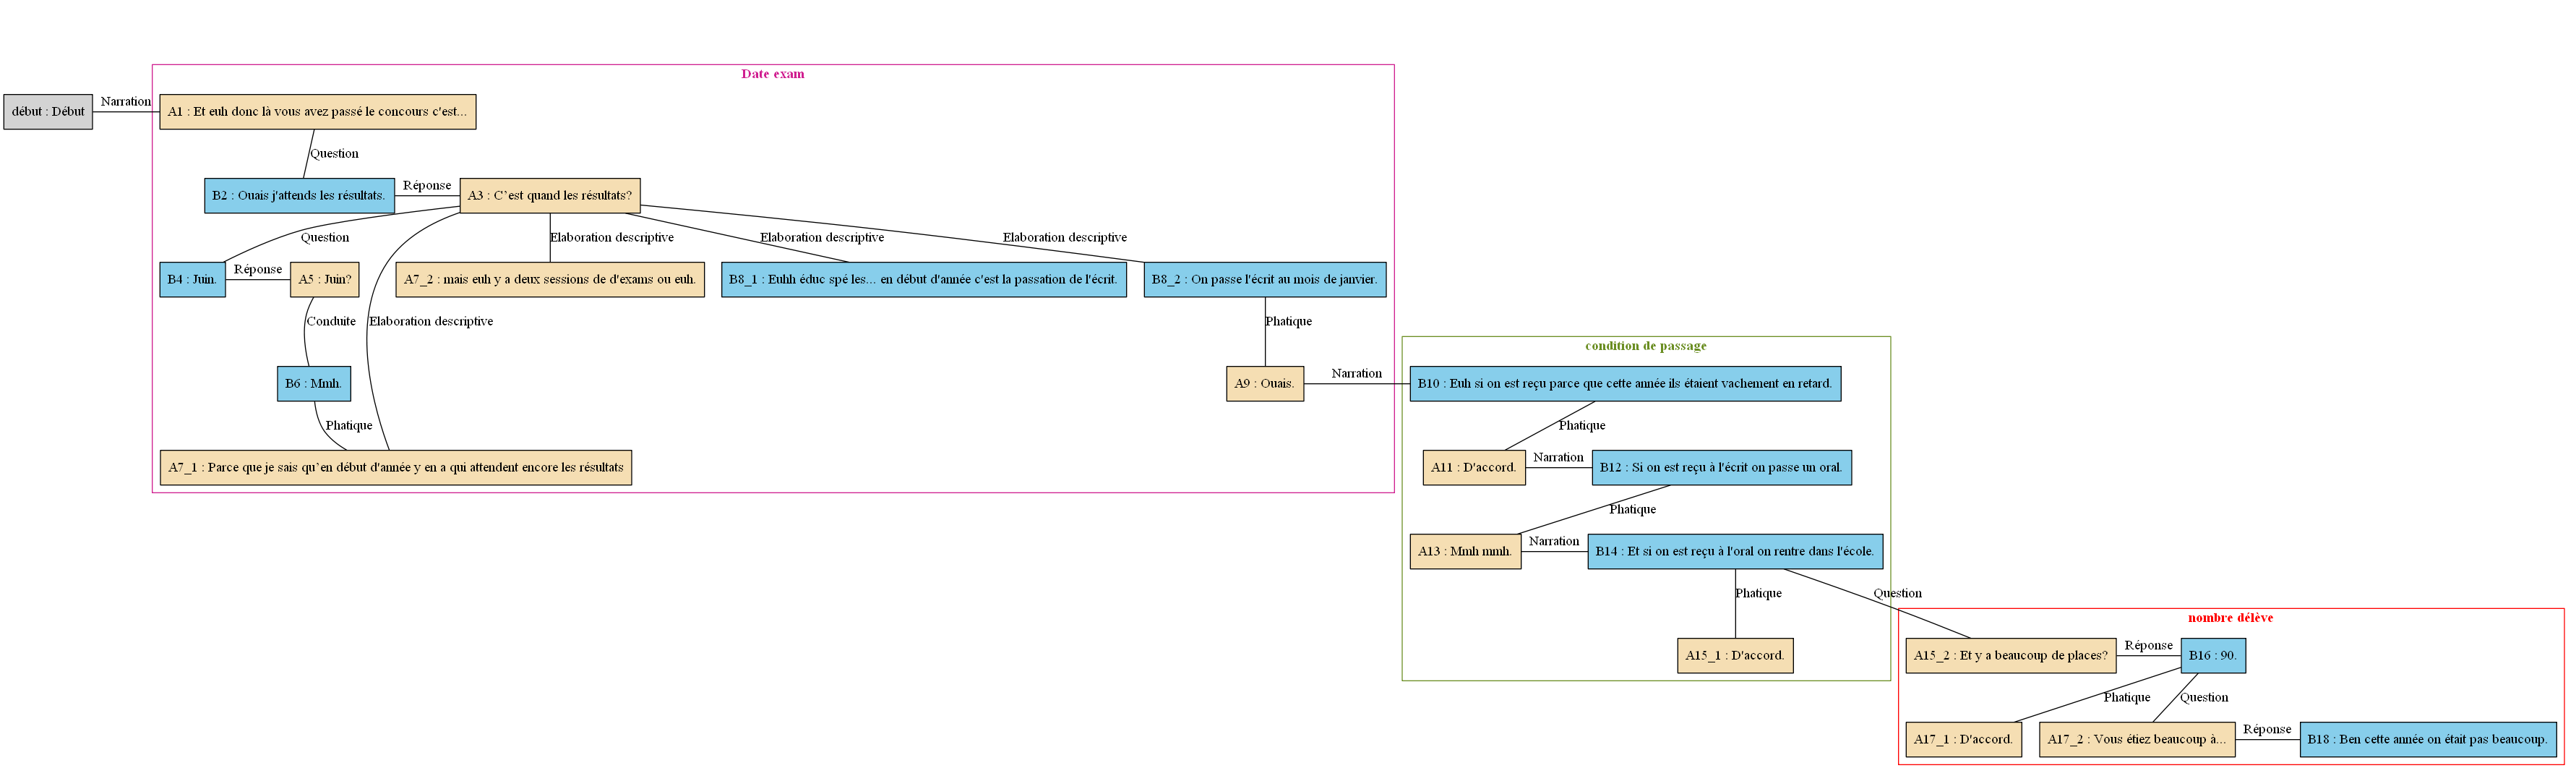 Date exam
début : Début
Narration
A1 : Et euh donc là vous avez passé le concours c'est...
Question
B2 : Ouais j'attends les résultats.
Réponse
A3 : C’est quand les résultats?
Question
Elaboration descriptive
Elaboration descriptive
Elaboration descriptive
B4 : Juin.
Réponse
A5 : Juin?
A7_2 : mais euh y a deux sessions de d'exams ou euh.
B8_1 : Euhh éduc spé les... en début d'année c'est la passation de l'écrit.
B8_2 : On passe l'écrit au mois de janvier.
Conduite
Elaboration descriptive
Phatique
B6 : Mmh.
A9 : Ouais.
Phatique
A7_1 : Parce que je sais qu’en début d'année y en a qui attendent encore les résultats
condition de passage
Narration
B10 : Euh si on est reçu parce que cette année ils étaient vachement en retard.
Phatique
A11 : D'accord.
Narration
B12 : Si on est reçu à l'écrit on passe un oral.
Phatique
A13 : Mmh mmh.
Narration
B14 : Et si on est reçu à l'oral on rentre dans l'école.
Phatique
Question
A15_1 : D'accord.
nombre délève
A15_2 : Et y a beaucoup de places?
Réponse
B16 : 90.
Phatique
Question
A17_1 : D'accord.
A17_2 : Vous étiez beaucoup à...
Réponse
B18 : Ben cette année on était pas beaucoup.